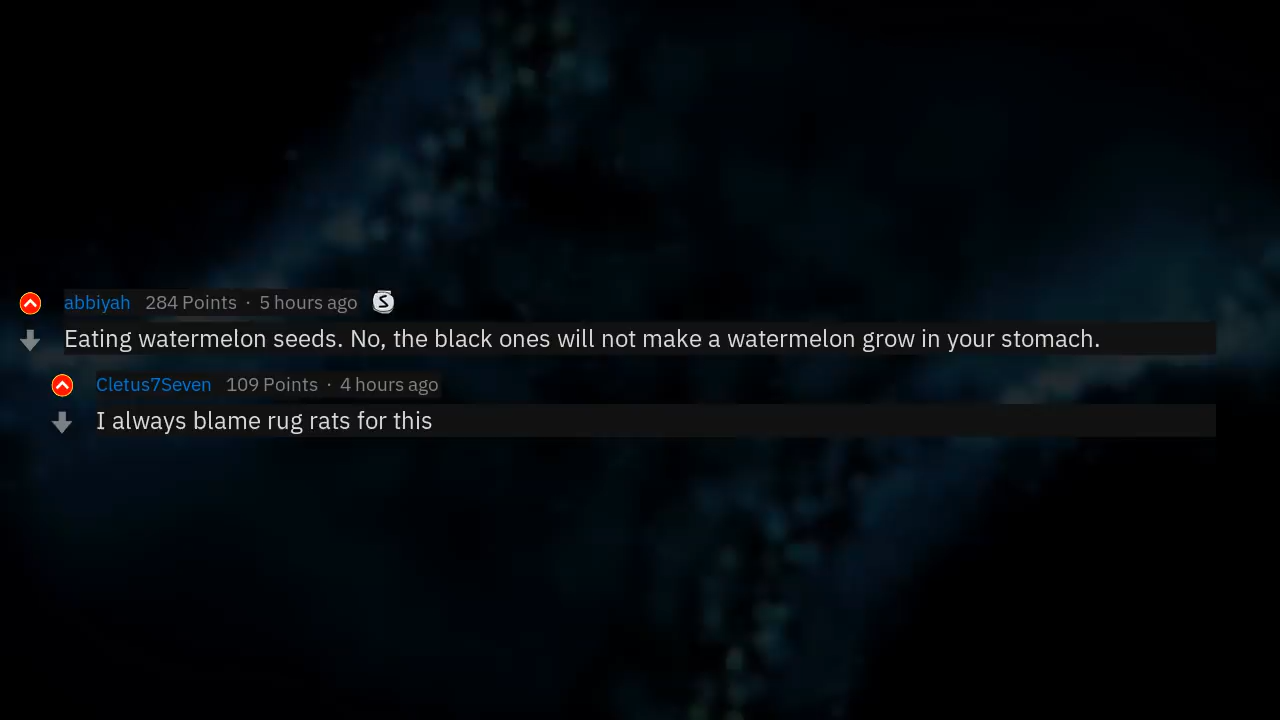 abbiyah 284 Points · 5 hours ago S
Eating watermelon seeds. No, the black ones will not make a watermelon grow in your stomach.
Cletus7Seven 109 Points · 4 hours ago
I always blame rug rats for this